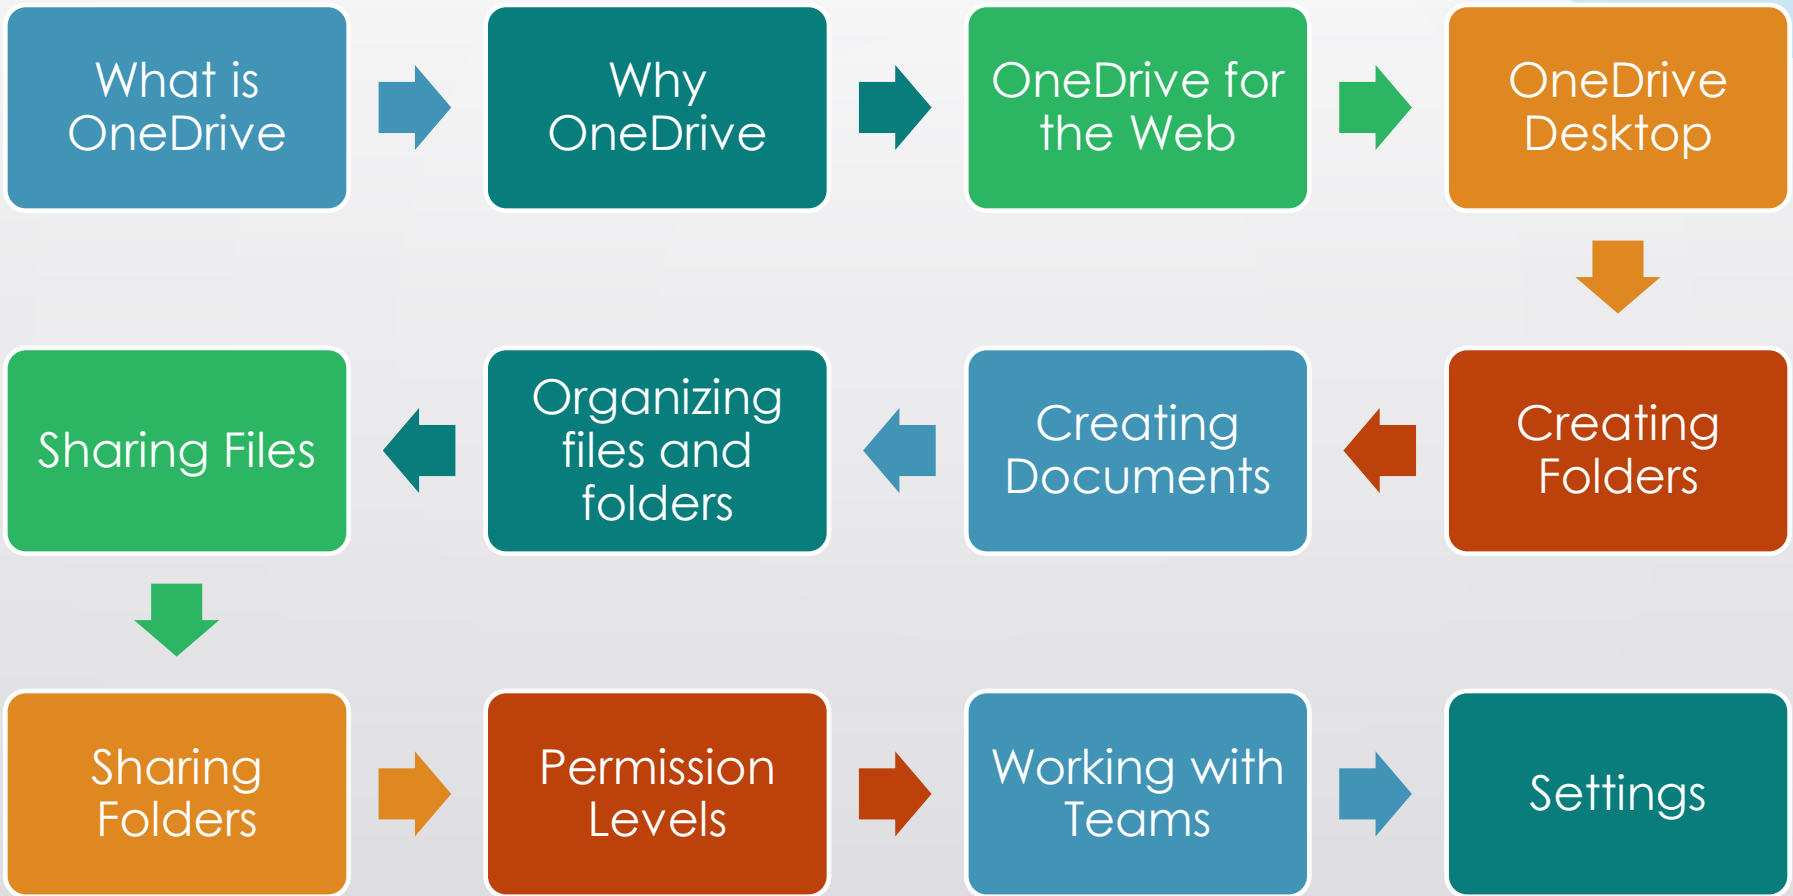 What is
OneDrive
Why
OneDrive
OneDrive for
the Web
OneDrive
Desktop
Creating
Folders
Creating
Documents
Organizing
files and
folders
Sharing Files
Sharing
Folders
Permission
Levels
Working with
Teams
Settings